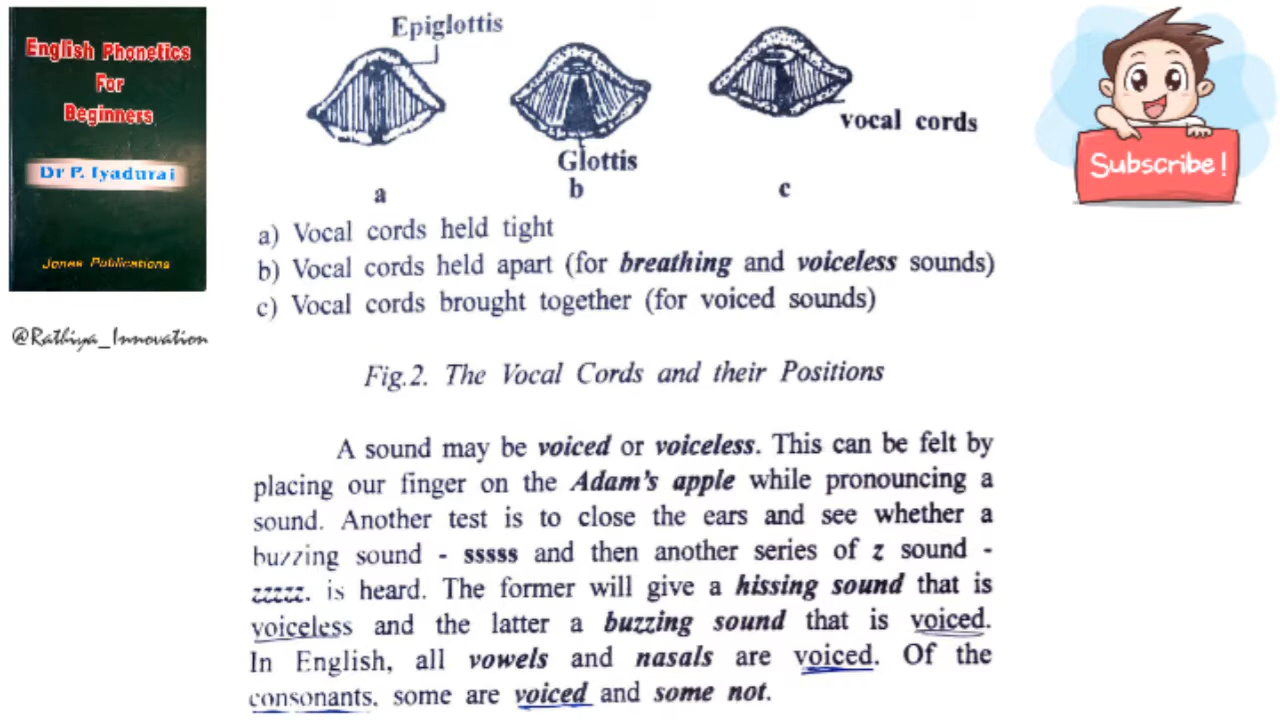 English Phonetics
For
Beginners
Dr P. Iyadurai
Jones Publications
@Rathiya_Innovation
Epiglottis
Glottis
vocal cords
a
b
c
Subscribe!
a) Vocal cords held tight
b) Vocal cords held apart (for breathing and voiceless sounds)
c) Vocal cords brought together (for voiced sounds)
Fig.2. The Vocal Cords and their Positions
A sound may be voiced or voiceless. This can be felt by
placing our finger on the Adam's apple while pronouncing a
sound. Another test is to close the ears and see whether a
buzzing sound - sssss and then another series of z sound -
zzzzz. is heard. The former will give a hissing sound that is
voiceless and the latter a buzzing sound that is voiced.
In English, all vowels and nasals are voiced. Of the
consonants, some are voiced and some not.